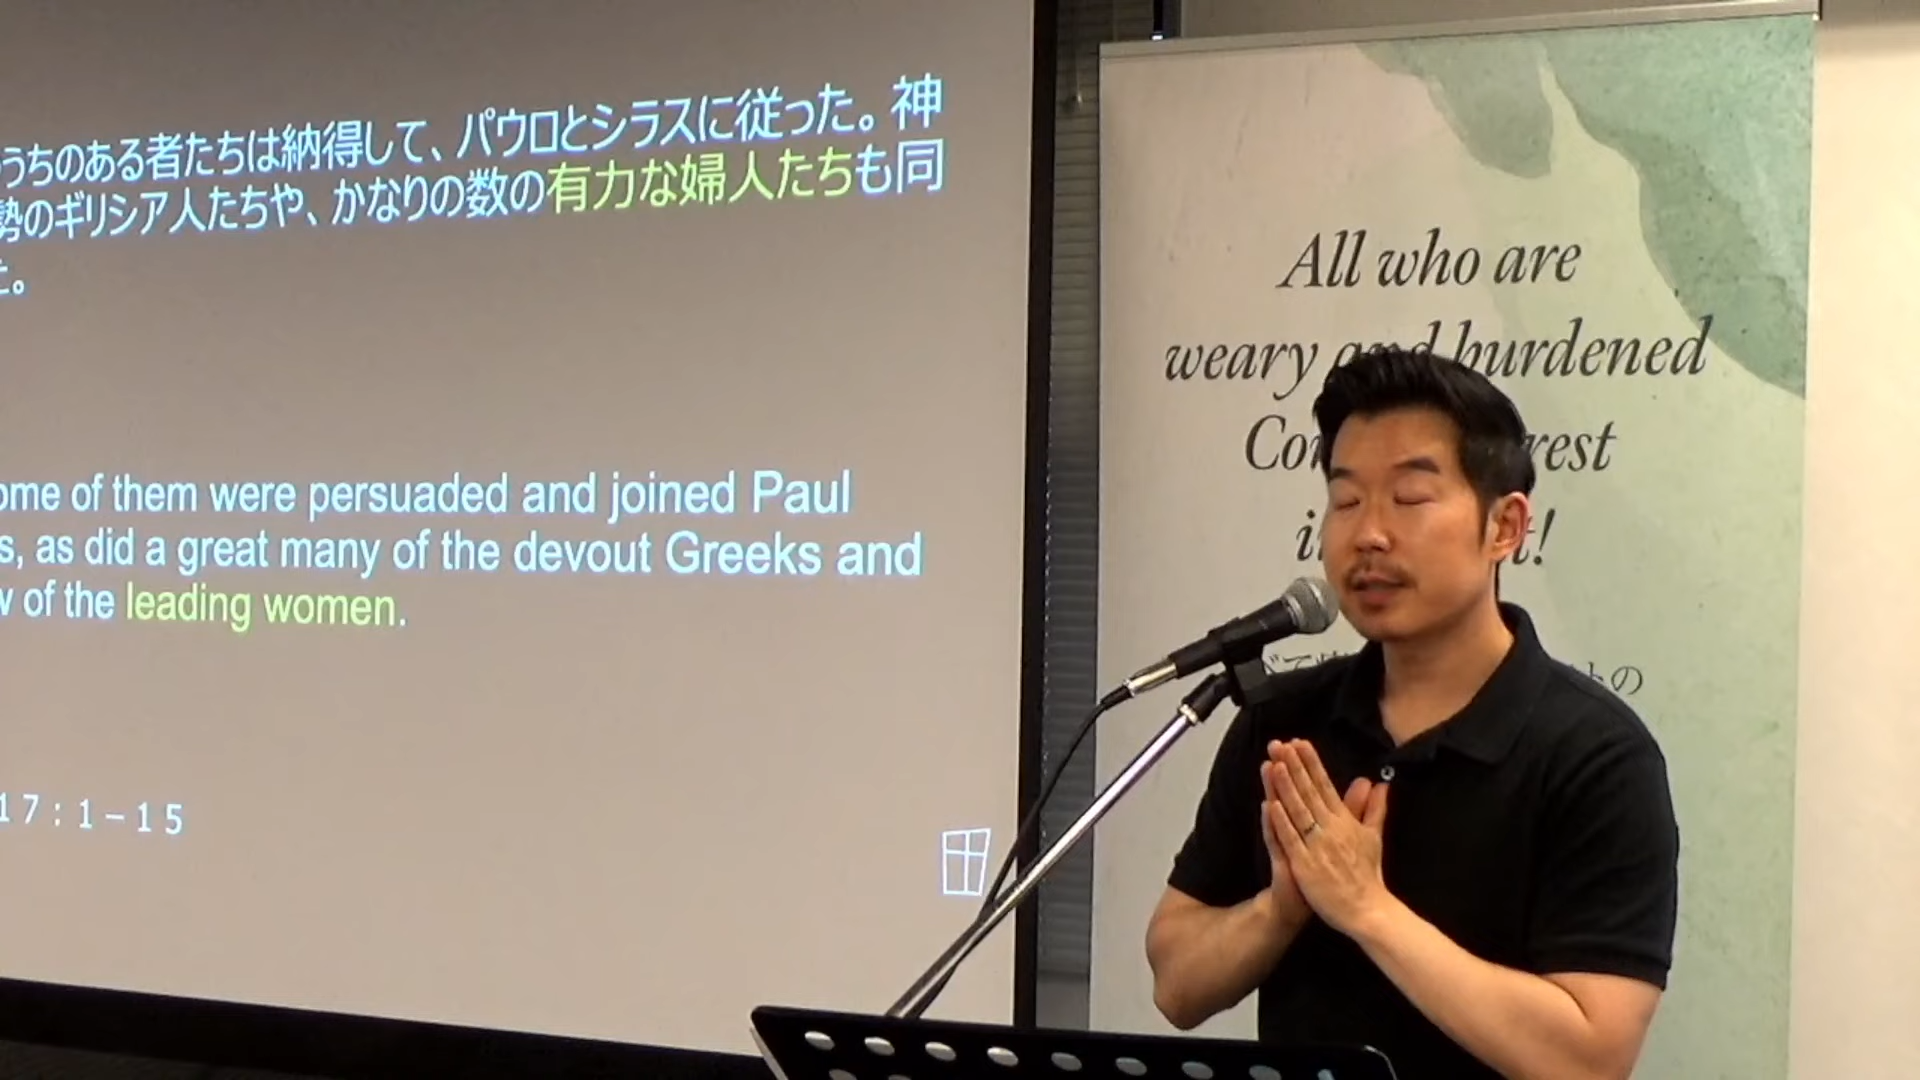 うちのある者たちは納得して、パウロとシラスに従った。神
勢のギリシア人たちや、かなりの数の有力な婦人たちも同
た。
ome of them were persuaded and joined Paul
s, as did a great many of the devout Greeks and
w of the leading women.
17:1-15
All who are
weary and burdened
rest
t!
トの